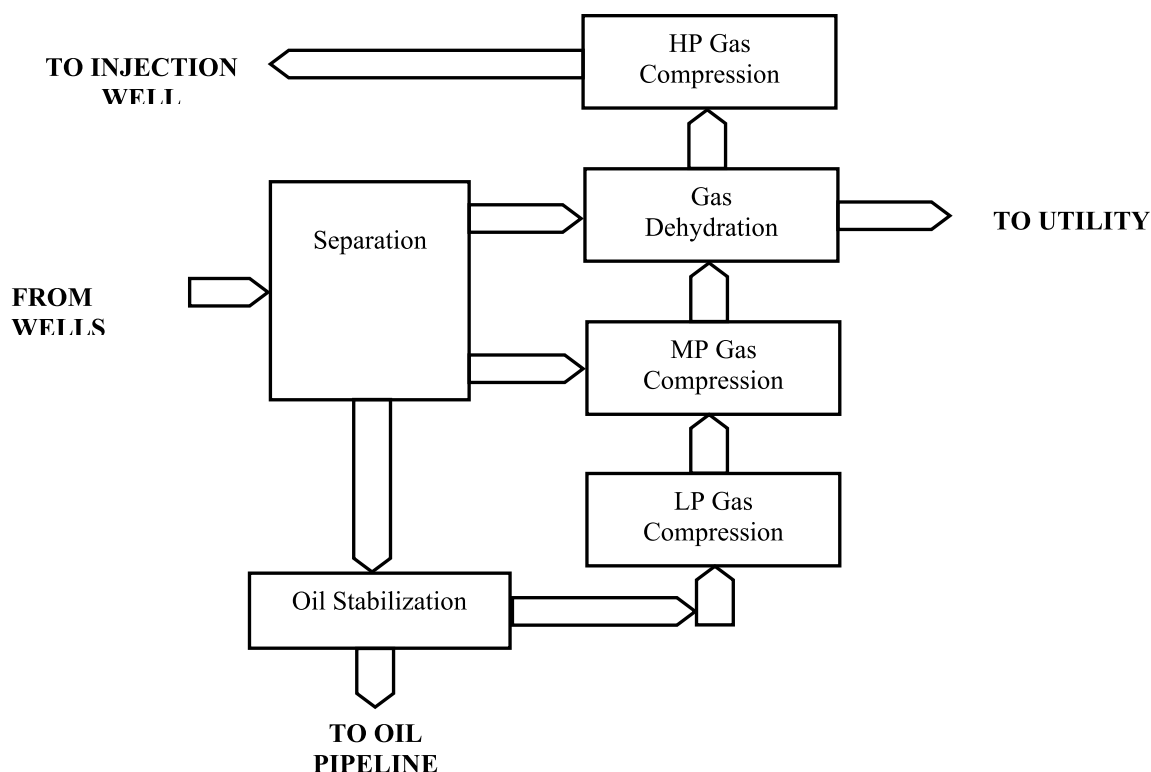 HP Gas
Compression
TO INJECTION
WELL
Gas
Dehydration
TO UTILITY
Separation
FROM
WELLS
MP Gas
Compression
LP Gas
Compression
Oil Stabilization
TO OIL
PIPELINE